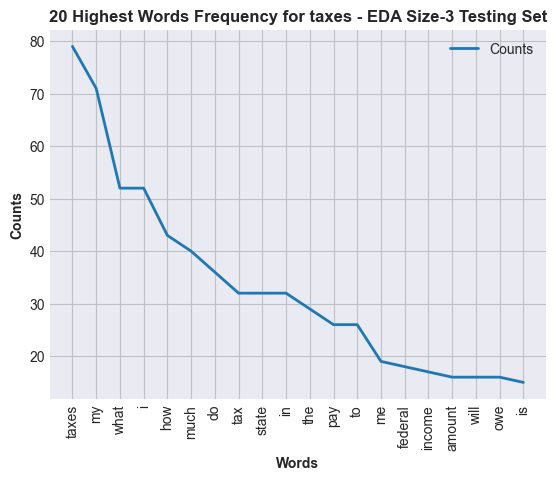 20 Highest Words Frequency for taxes - EDA Size-3 Testing Set
Counts
80
70
60
50
40
30
20
Counts
taxes
my
what
i
how
much
do
tax
state
in
the
pay
to
me
federal
income
amount
will
owe
is
Words